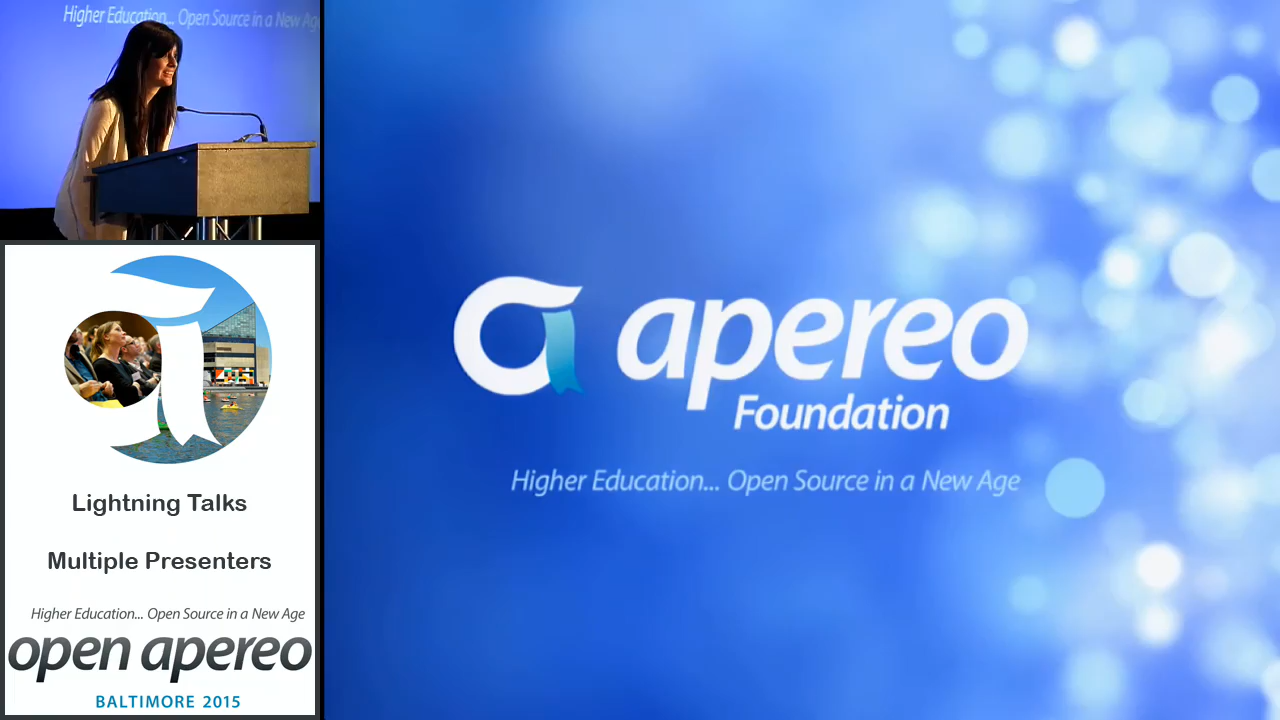 Higher Education... Open Source in a New Age
Lightning Talks
Multiple Presenters
Higher Education... Open Source in a New Age
open apereo
BALTIMORE 2015
apereo
Foundation
Higher Education... Open Source in a New Age